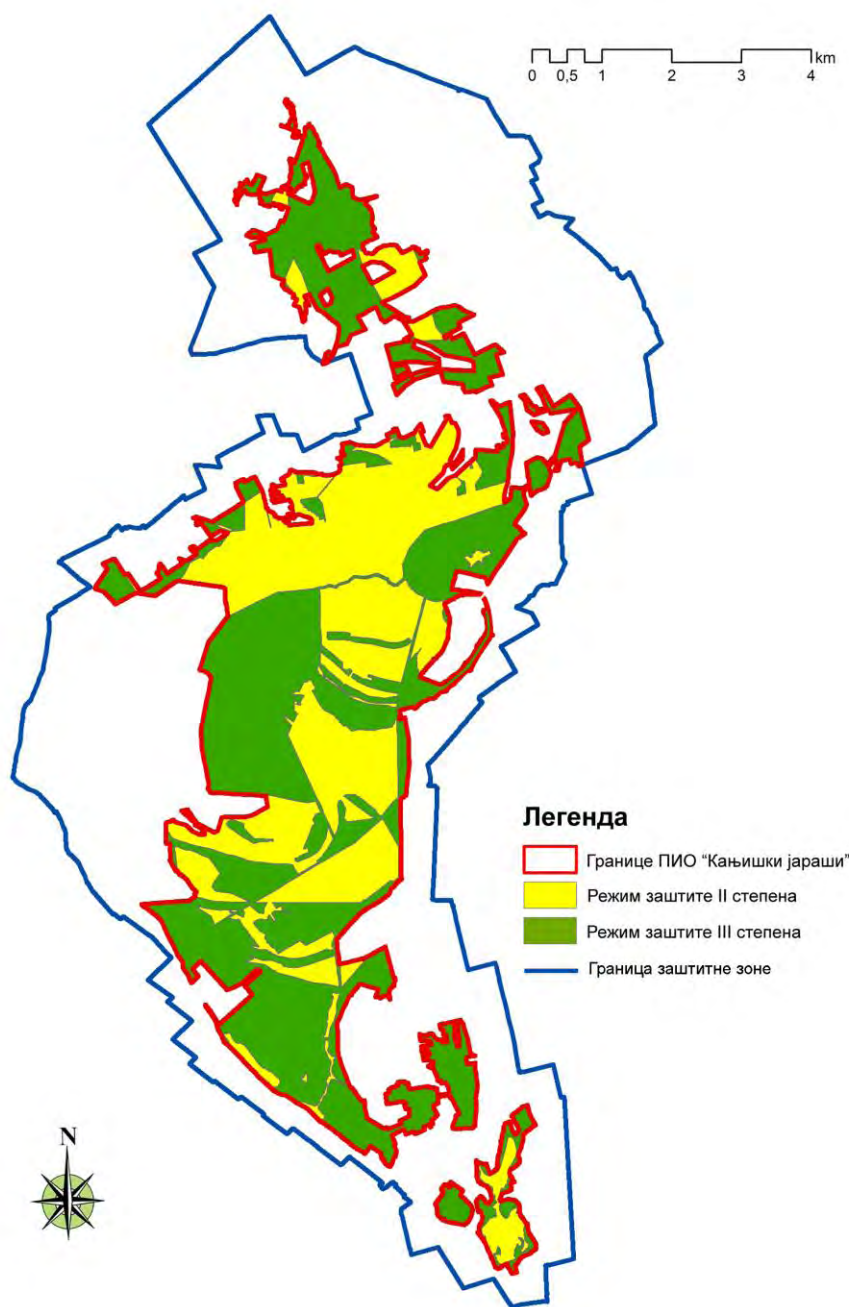 km
0 0,5 1 2 3 4
Легенда
Границе ПИО “Кањишки јараши”
Режим заштите II степена
Режим заштите III степена
Граница заштитне зоне
N